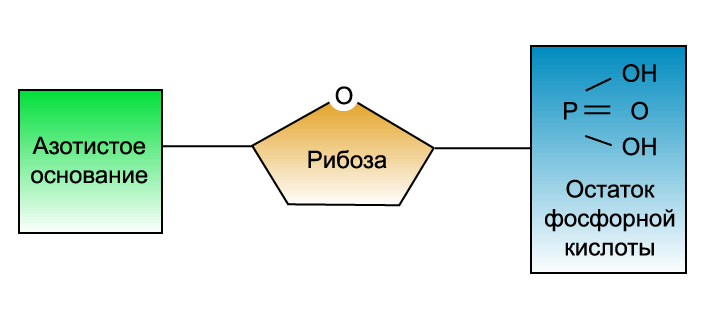 Азотистое
основание
O
Рибоза
OH
P = O
OH
Остаток
фосфорной
кислоты